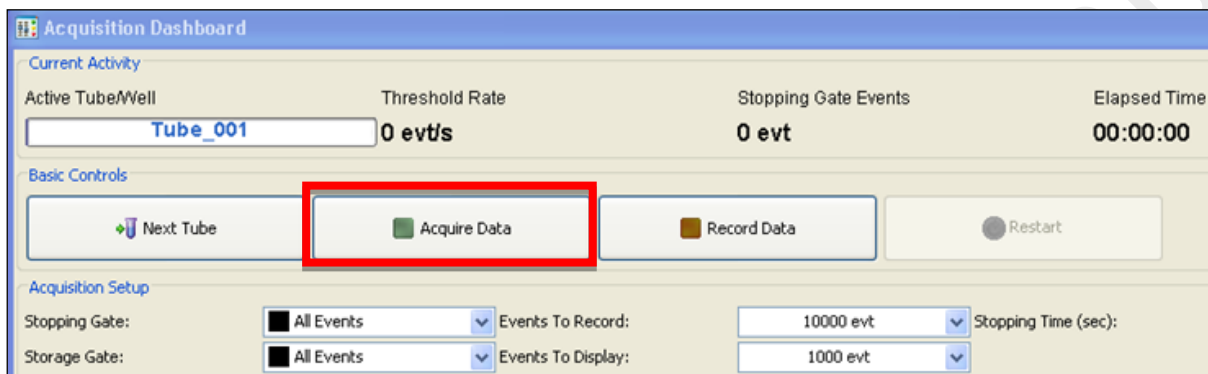 Acquisition Dashboard
Current Activity
Active Tube/Well Threshold Rate Stopping Gate Events Elapsed Time
Tube_001 0 evt/s 0 evt 00:00:00
Basic Controls
Next Tube Acquire Data Record Data Restart
Acquisition Setup
Stopping Gate: All Events Events To Record: 10000 evt Stopping Time (sec):
Storage Gate: All Events Events To Display: 1000 evt